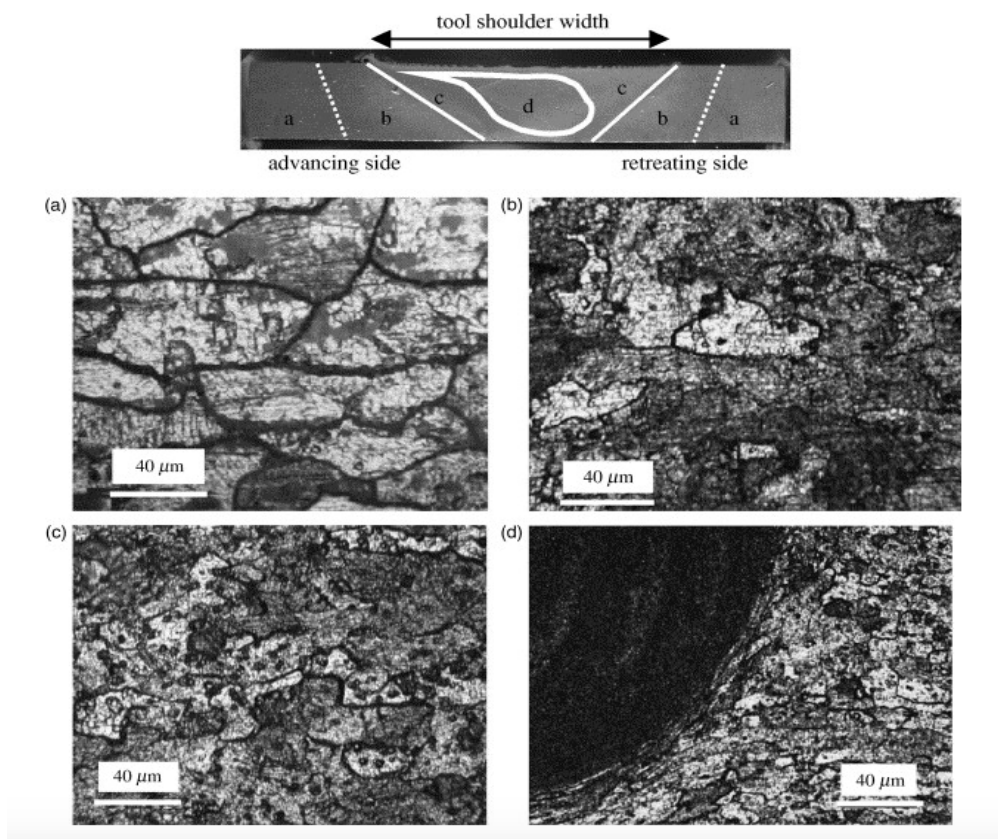 tool shoulder width
a b c d c b a
advancing side retreating side
(a) (b)
40 μm 40 μm
(c) (d)
40 μm 40 μm